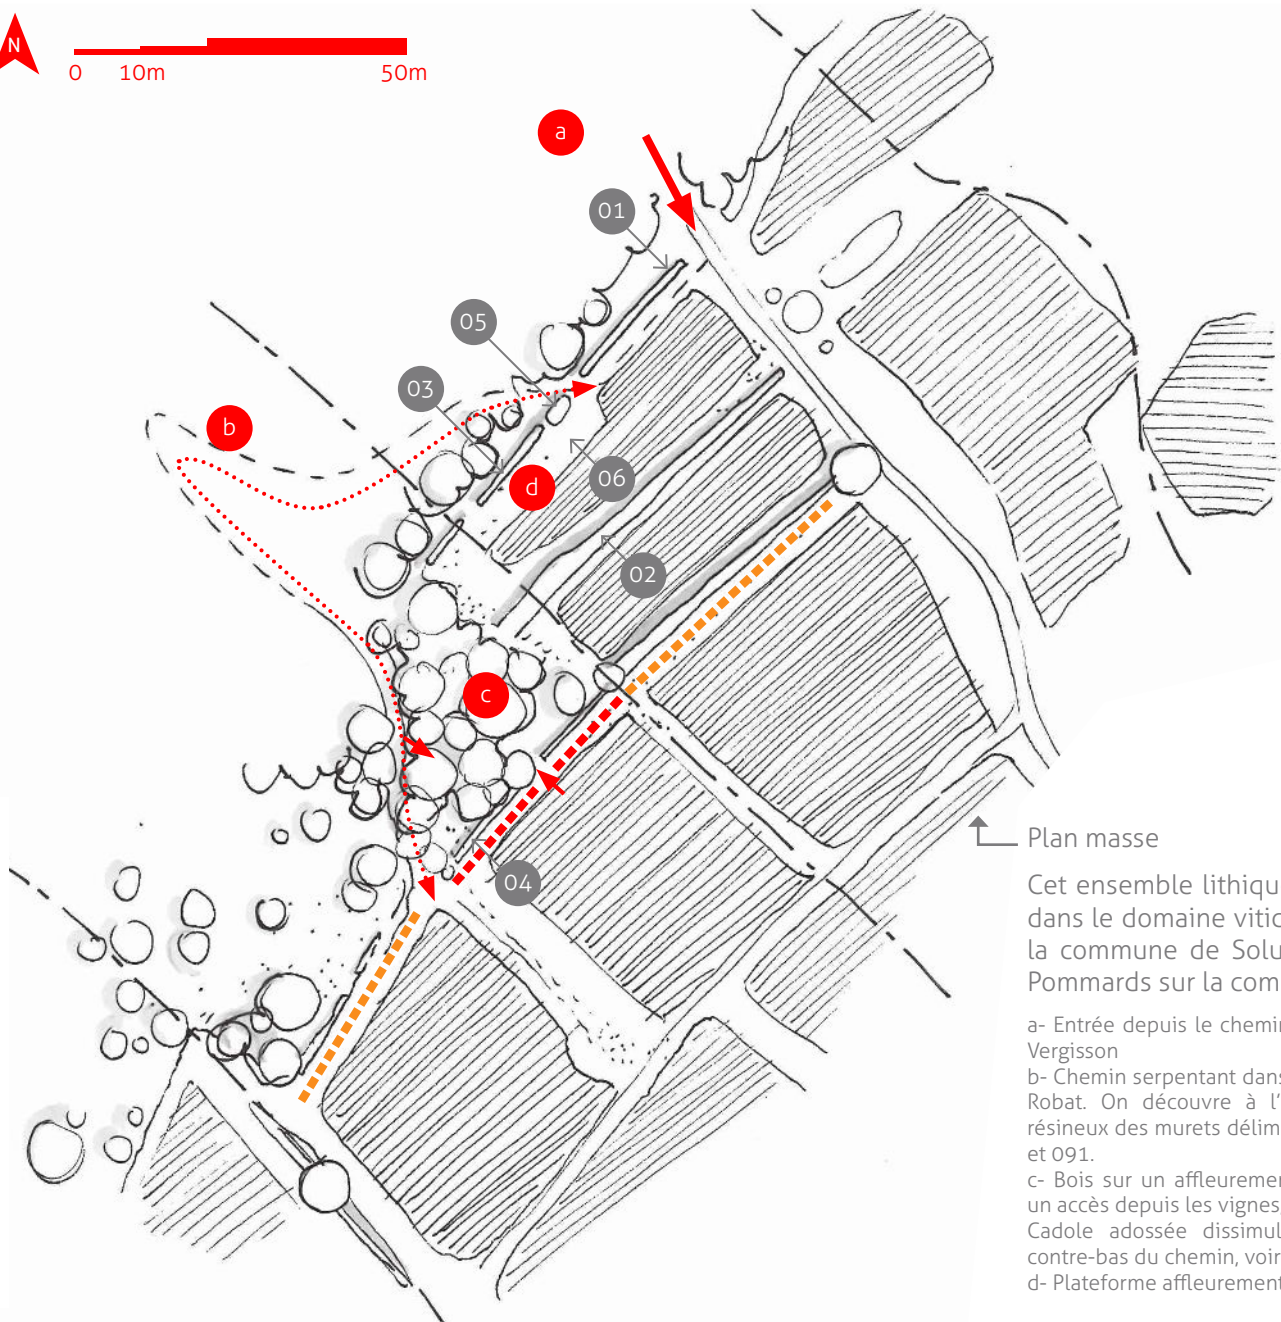 N
0 10m 50m
a
01
05
03
b
d
06
02
c
04
Plan masse
Cet ensemble lithiqu
dans le domaine vitic
la commune de Solu
Pommards sur la com
a- Entrée depuis le chemin
Vergisson
b- Chemin serpentant dans
Robat. On découvre à l'
résineux des murets délim
et 091.
c- Bois sur un affleuremen
un accès depuis les vignes,
Cadole adossée dissimul
contre-bas du chemin, voir
d- Plateforme affleurement